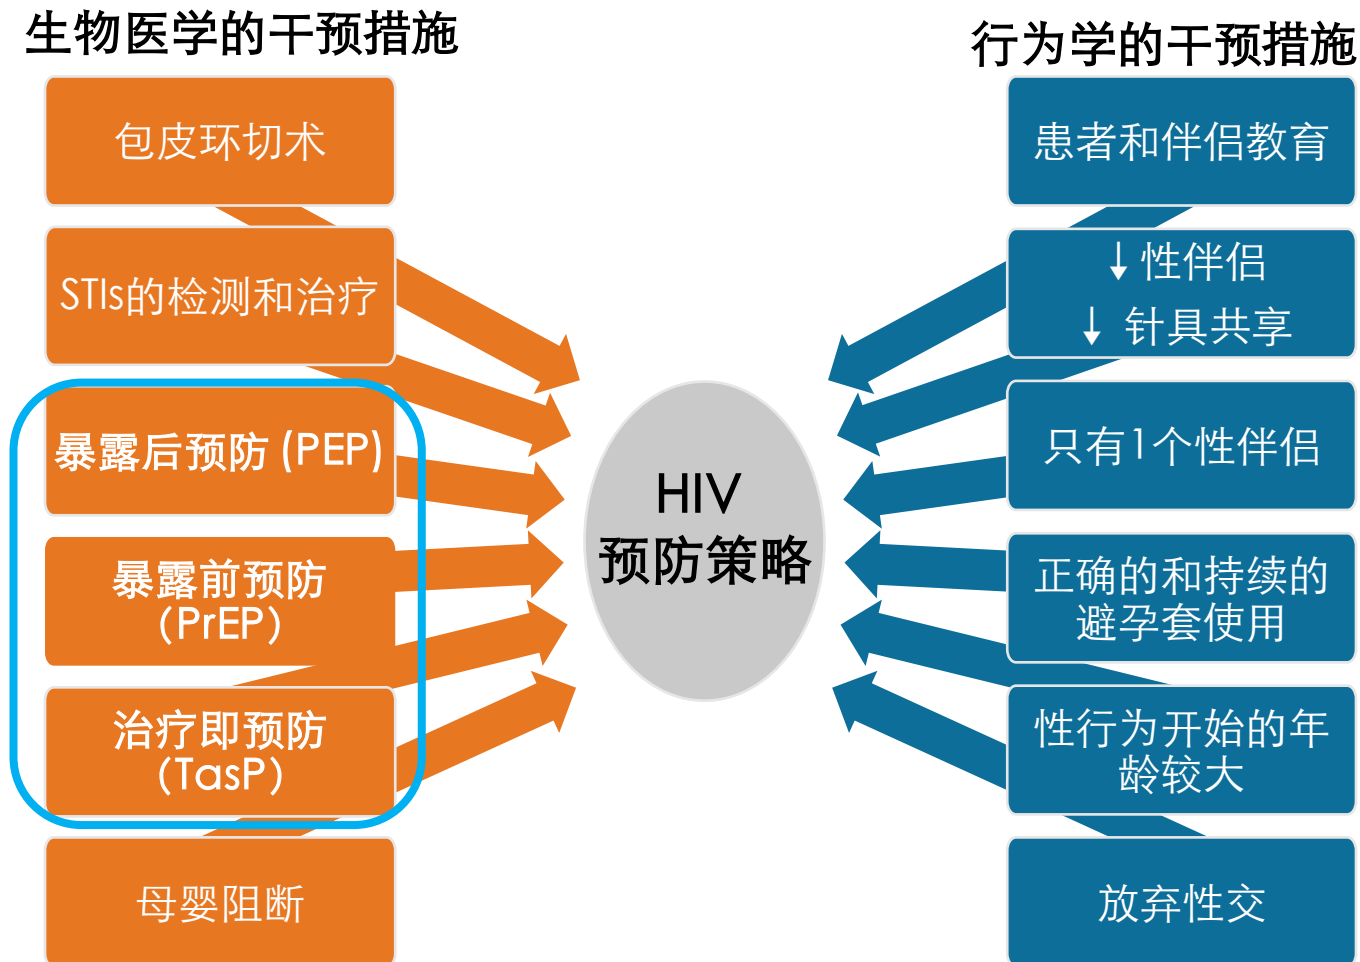 生物医学的干预措施
包皮环切术
STIs的检测和治疗
暴露后预防 (PEP)
暴露前预防
（PrEP）
治疗即预防
（TasP）
母婴阻断
HIV
预防策略
行为学的干预措施
患者和伴侣教育
↓ 性伴侣
↓ 针具共享
只有1个性伴侣
正确的和持续的
避孕套使用
性行为开始的年
龄较大
放弃性交